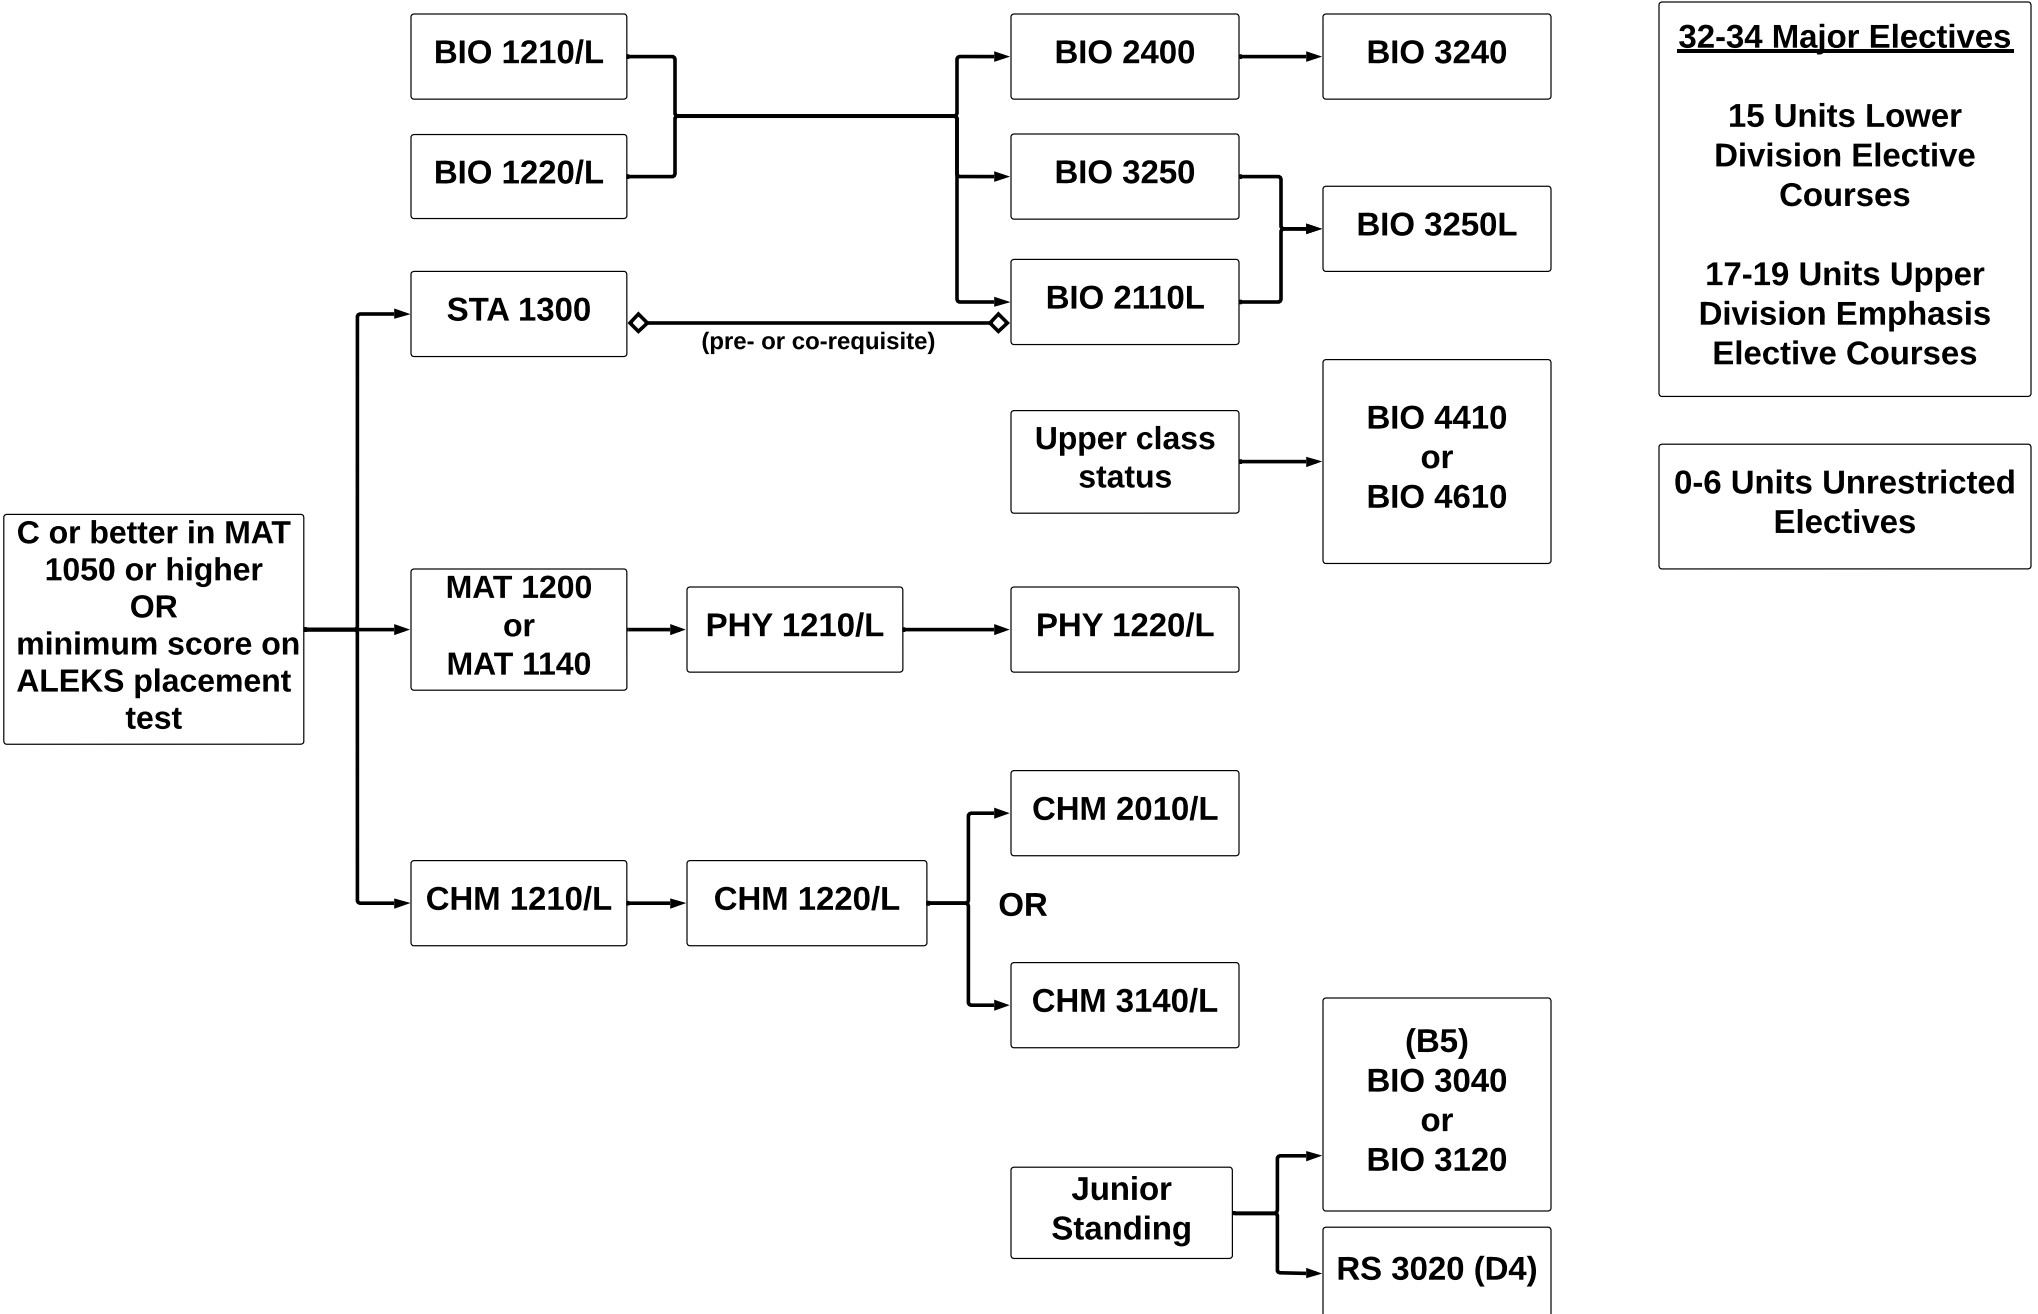 BIO 1210/L
BIO 2400
BIO 3240
32-34 Major Electives
15 Units Lower
Division Elective
Courses
17-19 Units Upper
Division Emphasis
Elective Courses
BIO 1220/L
BIO 3250
BIO 3250L
STA 1300
BIO 2110L
(pre- or co-requisite)
Upper class
status
BIO 4410
or
BIO 4610
0-6 Units Unrestricted
Electives
C or better in MAT
1050 or higher
OR
minimum score on
ALEKS placement
test
MAT 1200
or
MAT 1140
PHY 1210/L
PHY 1220/L
CHM 2010/L
CHM 1210/L
CHM 1220/L
OR
CHM 3140/L
(B5)
BIO 3040
or
BIO 3120
Junior
Standing
RS 3020 (D4)